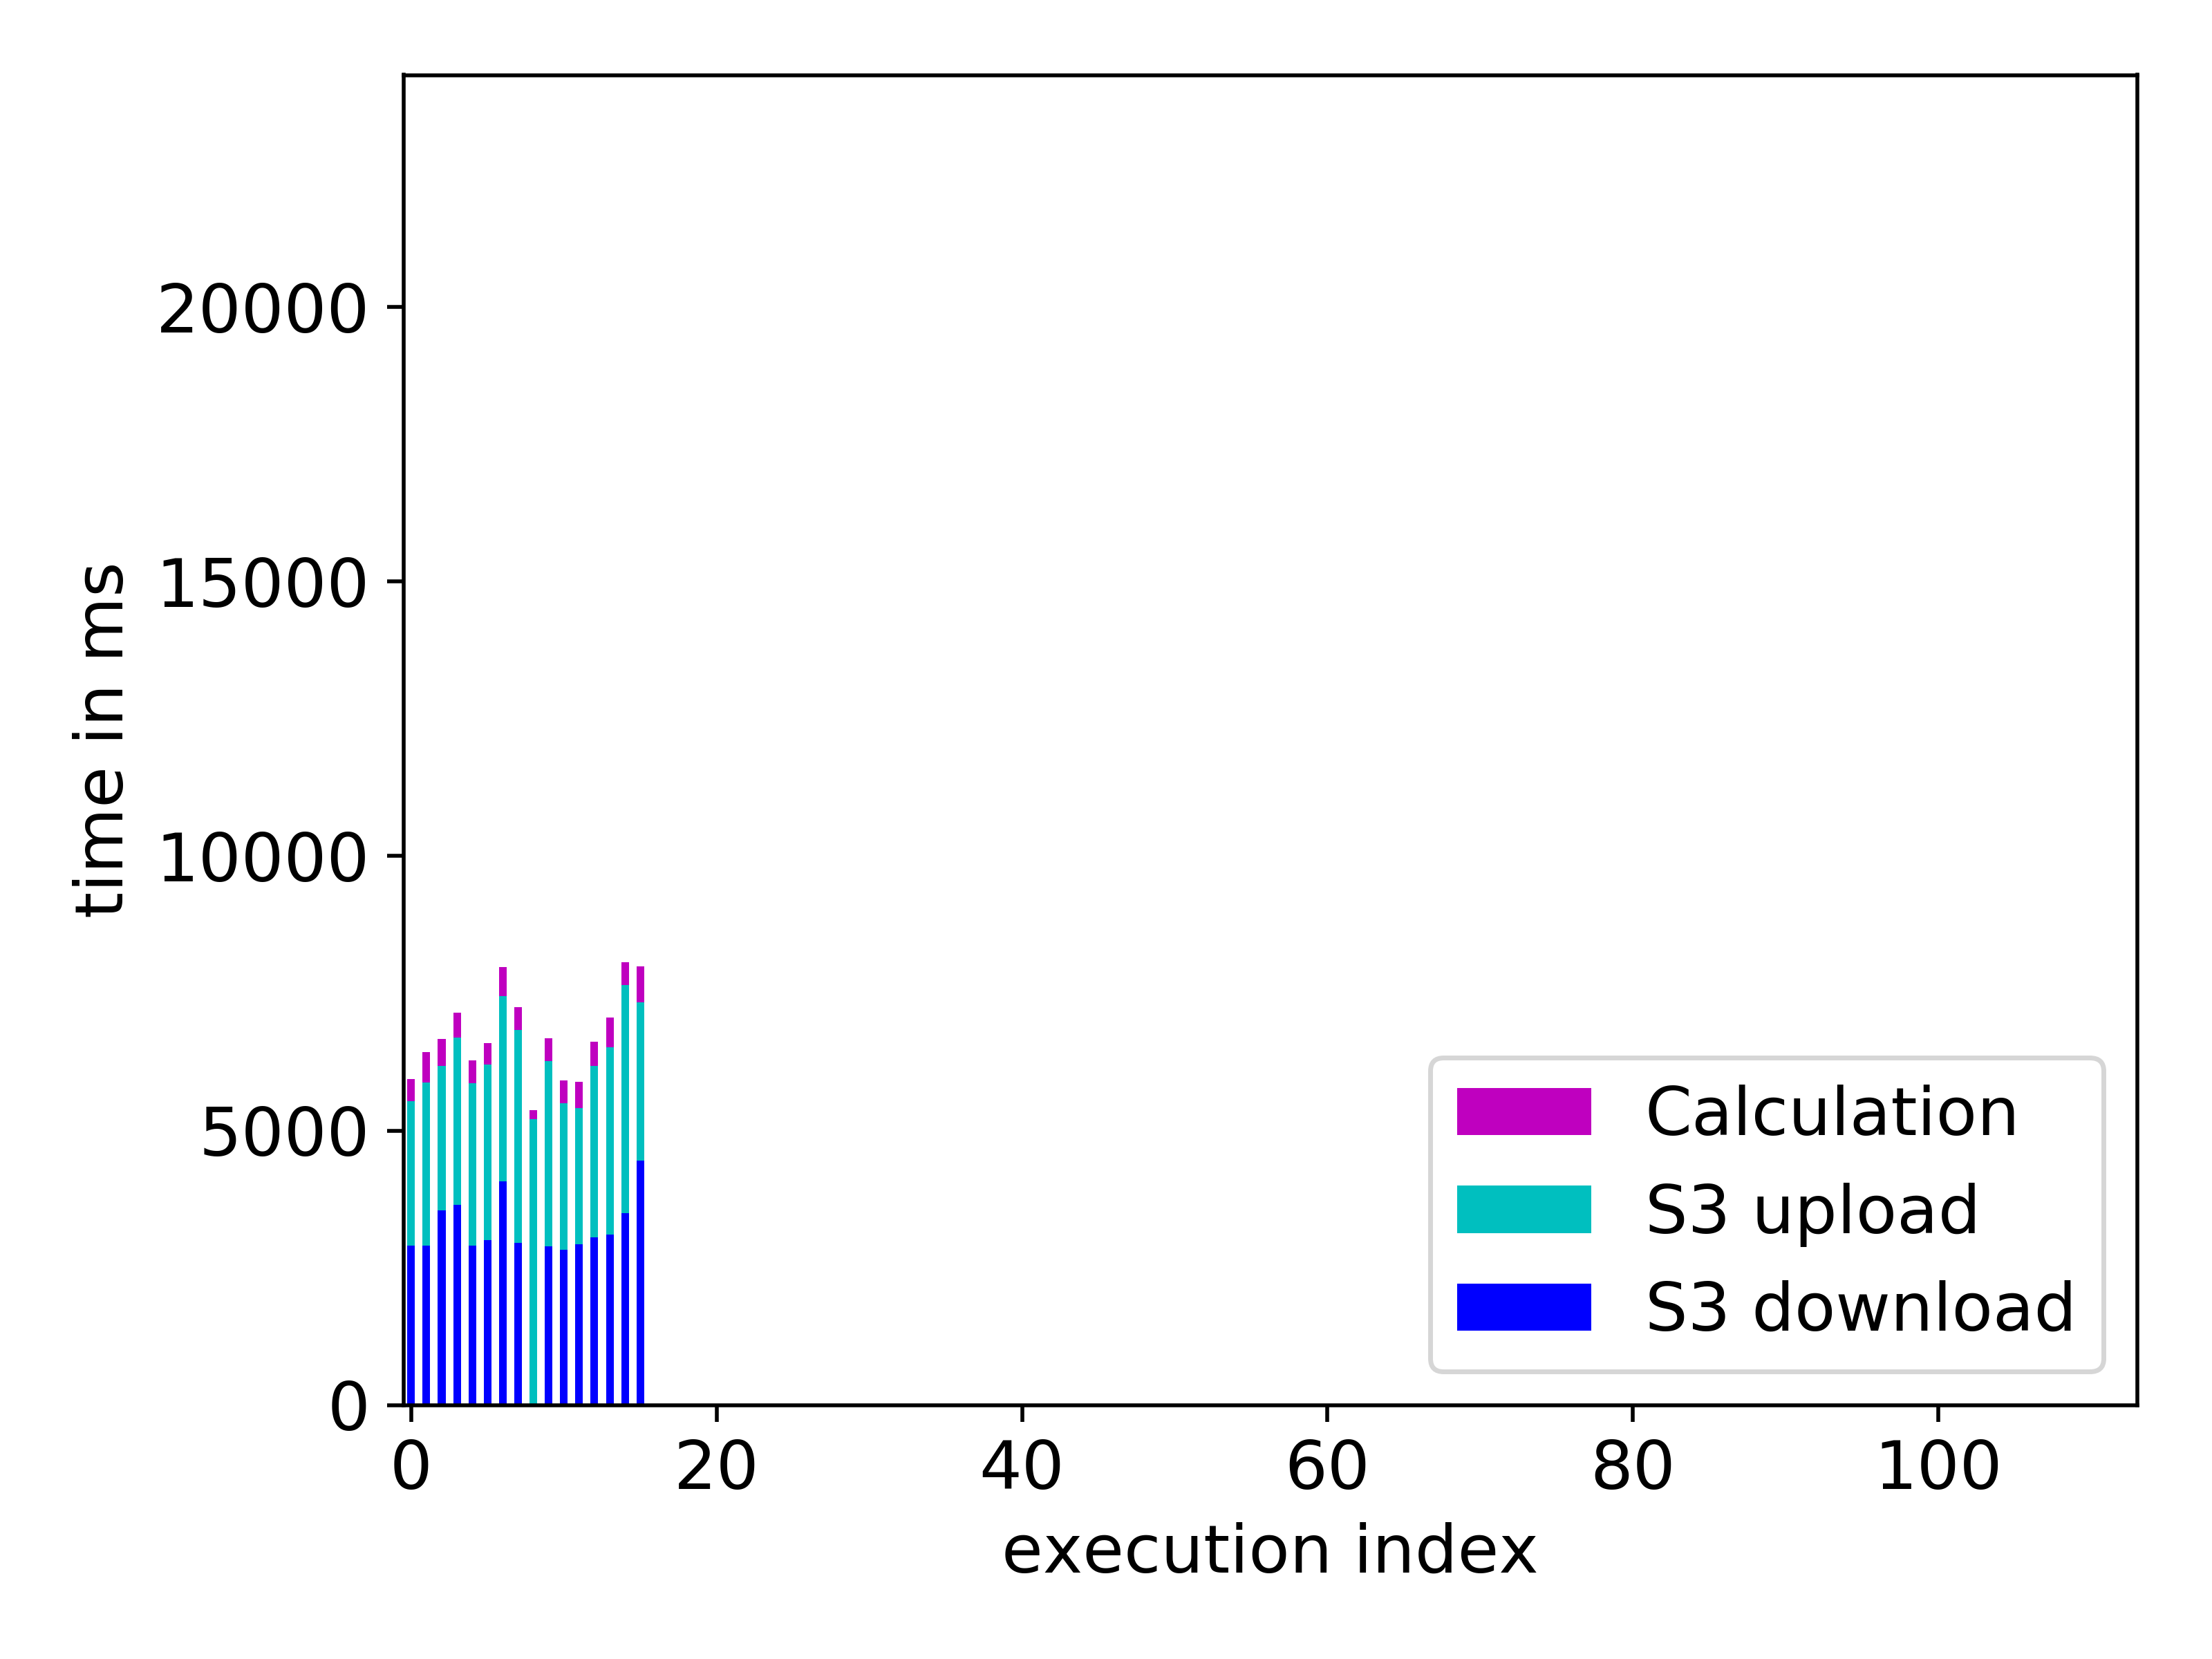 20000
15000
10000
5000
0
time in ms
0 20 40 60 80 100
execution index
Calculation
S3 upload
S3 download